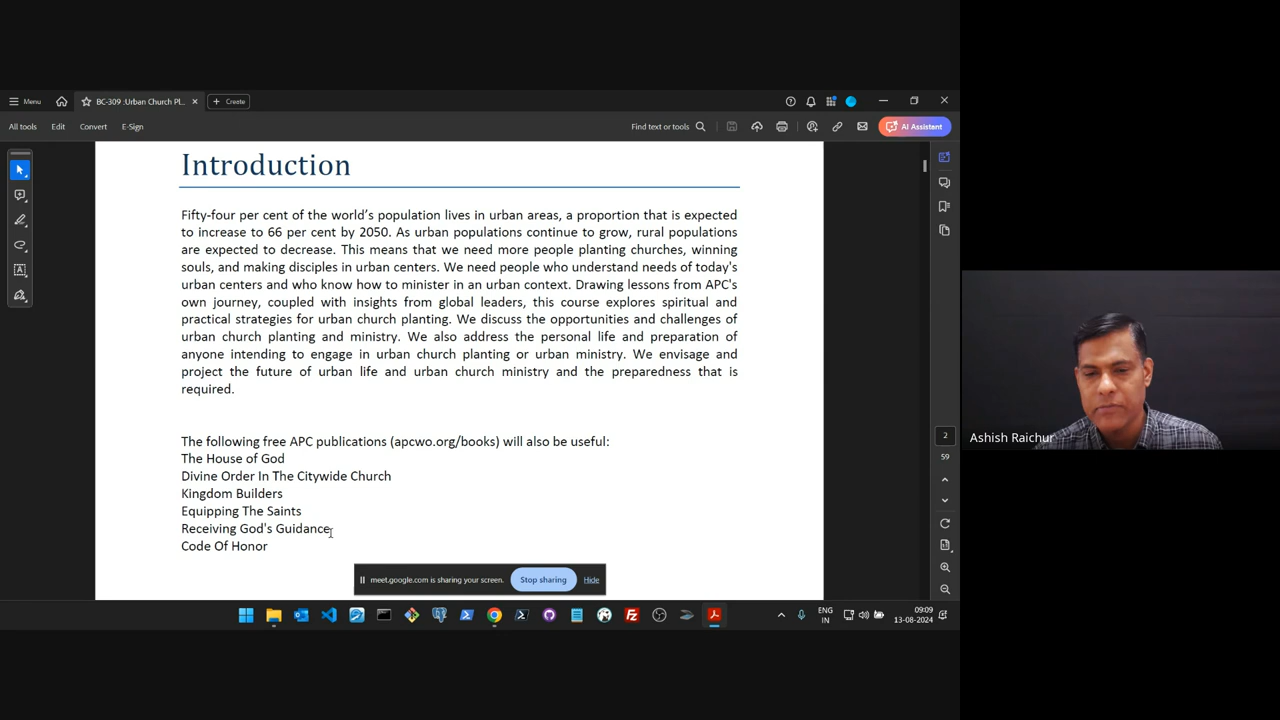 Menu
BC-309 :Urban Church Pl...
Create
All tools
Edit
Convert
E-Sign
Find text or tools
AI Assistant
Introduction
Fifty-four per cent of the world's population lives in urban areas, a proportion that is expected
to increase to 66 per cent by 2050. As urban populations continue to grow, rural populations
are expected to decrease. This means that we need more people planting churches, winning
souls, and making disciples in urban centers. We need people who understand needs of today's
urban centers and who know how to minister in an urban context. Drawing lessons from APC's
own journey, coupled with insights from global leaders, this course explores spiritual and
practical strategies for urban church planting. We discuss the opportunities and challenges of
urban church planting and ministry. We also address the personal life and preparation of
anyone intending to engage in urban church planting or urban ministry. We envisage and
project the future of urban life and urban church ministry and the preparedness that is
required.
The following free APC publications (apcwo.org/books) will also be useful:
The House of God
Divine Order In The Citywide Church
Kingdom Builders
Equipping The Saints
Receiving God's Guidance
Code Of Honor
2
59
meet.google.com is sharing your screen.
Stop sharing
Hide
ENG
IN
09:09
13-08-2024
Ashish Raichur